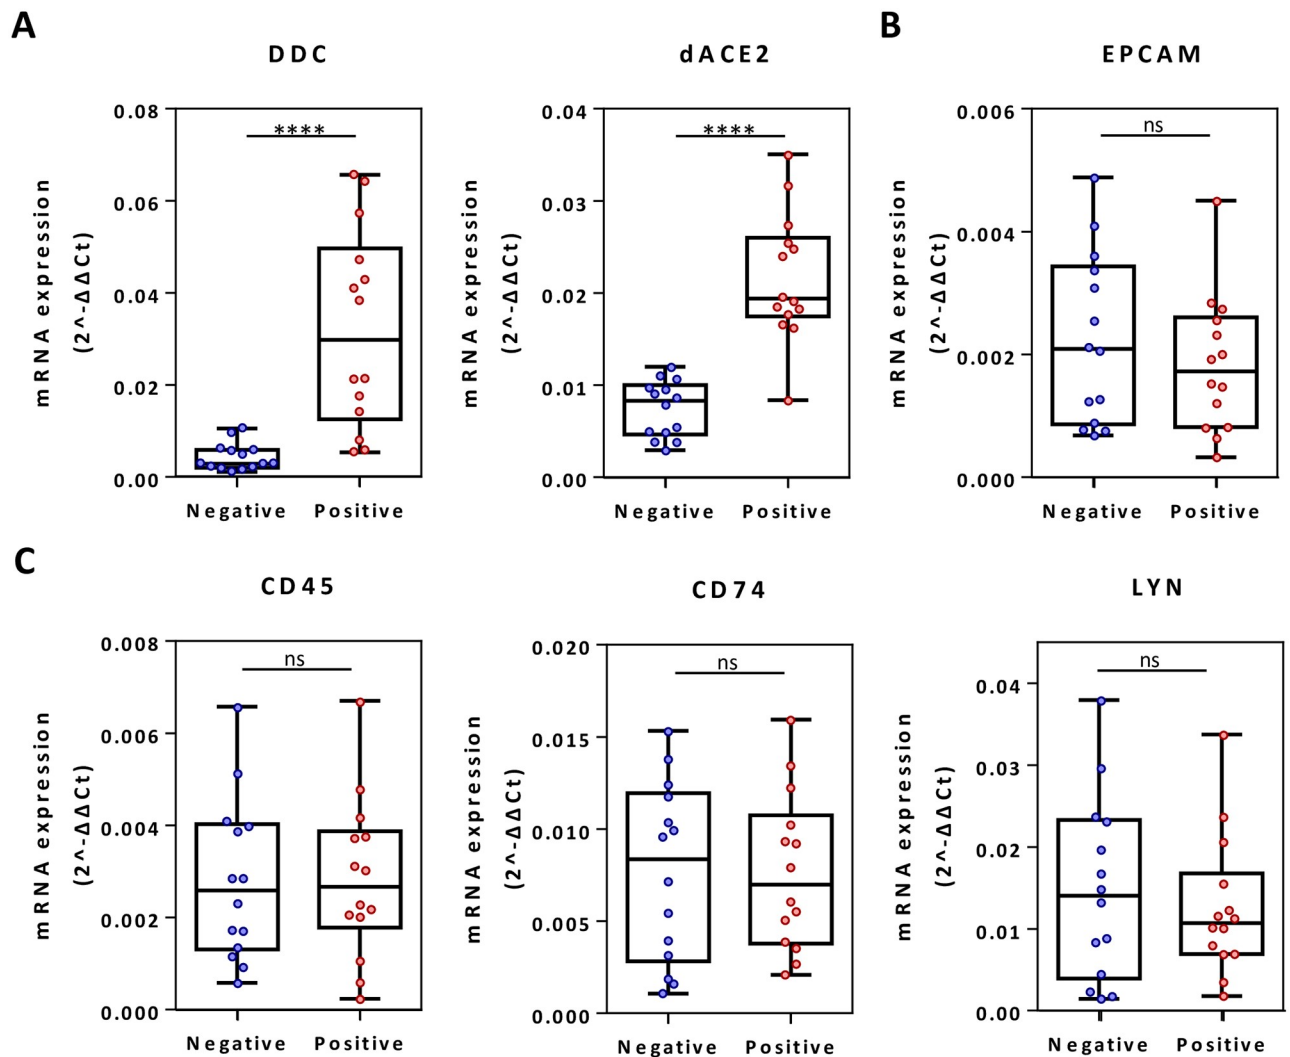 A
B
DDC
dACE2
EPCAM
mRNA expression
(2^-ΔΔCt)
0.08
0.06
0.04
0.02
0.00
****
Negative Positive
mRNA expression
(2^-ΔΔCt)
0.04
0.03
0.02
0.01
0.00
****
Negative Positive
mRNA expression
(2^-ΔΔCt)
0.006
0.004
0.002
0.000
ns
Negative Positive
C
CD45
CD74
LYN
mRNA expression
(2^-ΔΔCt)
0.008
0.006
0.004
0.002
0.000
ns
Negative Positive
mRNA expression
(2^-ΔΔCt)
0.020
0.015
0.010
0.005
0.000
ns
Negative Positive
mRNA expression
(2^-ΔΔCt)
0.04
0.03
0.02
0.01
0.00
ns
Negative Positive